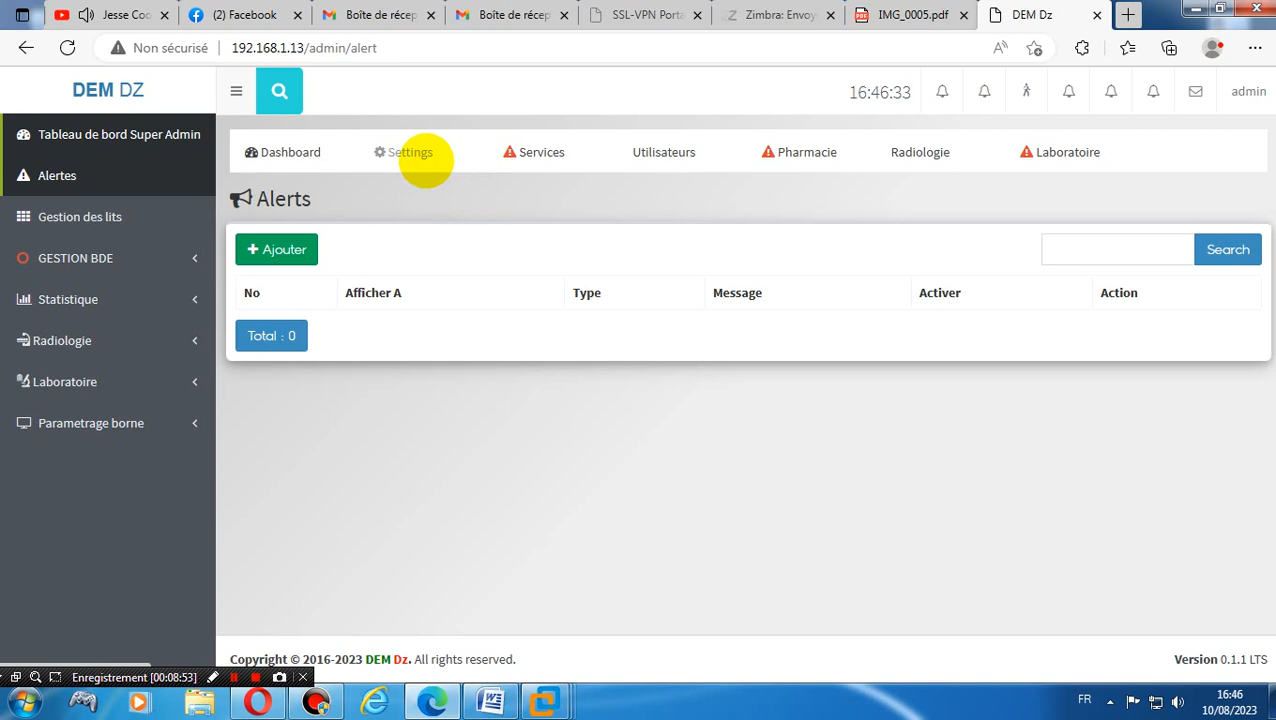 Jesse Coo
(2) Facebook
Boîte de récep
Boîte de récep
SSL-VPN Porta
Zimbra: Envoy
IMG_0005.pdf
DEM Dz
Non sécurisé
192.168.1.13/admin/alert
DEM DZ
16:46:33
admin
Tableau de bord Super Admin
Alertes
Gestion des lits
GESTION BDE
Statistique
Radiologie
Laboratoire
Parametrage borne
Dashboard
Settings
Services
Utilisateurs
Pharmacie
Radiologie
Laboratoire
Alerts
+ Ajouter
Search
No
Afficher A
Type
Message
Activer
Action
Total : 0
Copyright © 2016-2023 DEM Dz. All rights reserved.
Version 0.1.1 LTS
Enregistrement [00:08:53]
FR
16:46
10/08/2023